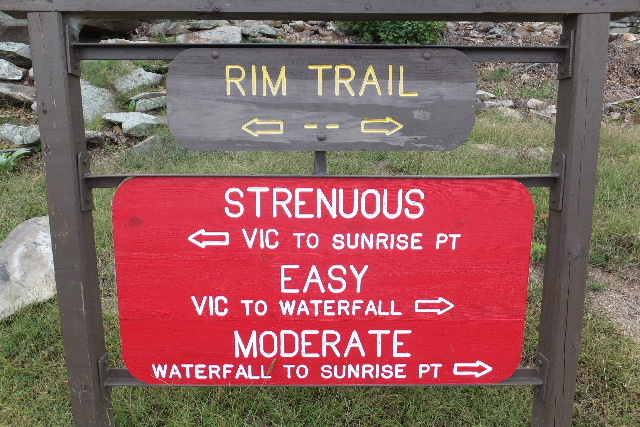 RIM TRAIL
STRENUOUS
VIC TO SUNRISE PT
EASY
VIC TO WATERFALL
MODERATE
WATERFALL TO SUNRISE PT